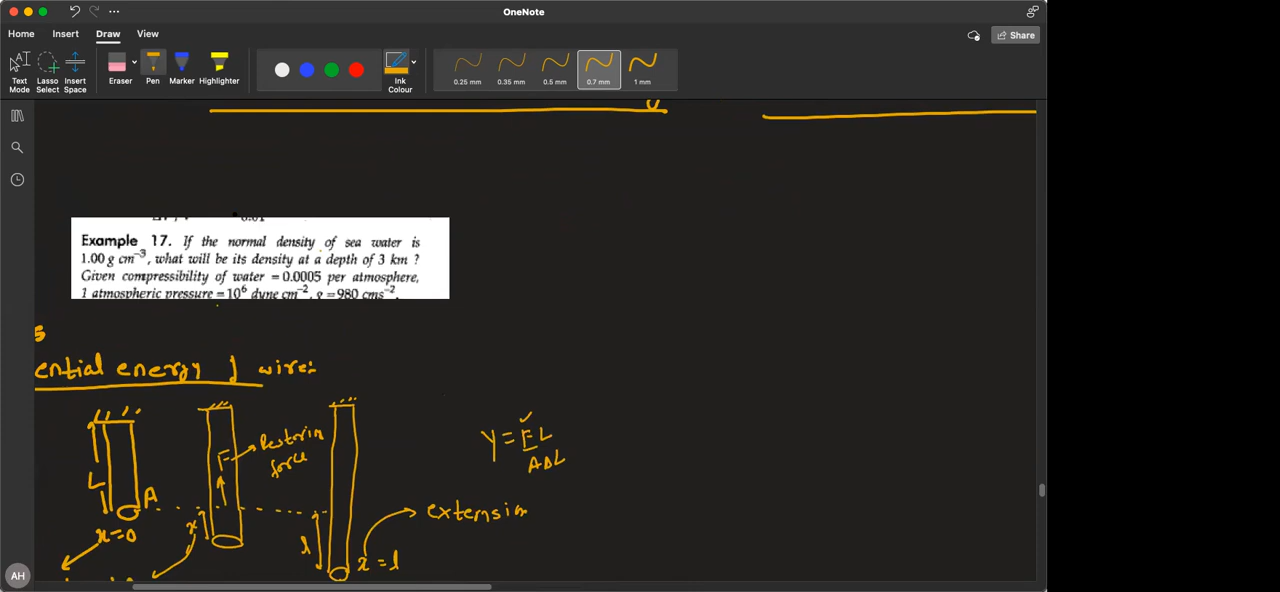 OneNote
Home Insert Draw View
Share
Text Mode
Lasso Select
Insert Space
Eraser
Pen
Marker
Highlighter
Ink Colour
0.25 mm
0.35 mm
0.5 mm
0.7 mm
1 mm
Example 17. If the normal density of sea water is
1.00 g cm⁻³, what will be its density at a depth of 3 km ?
Given compressibility of water = 0.0005 per atmosphere,
1 atmospheric pressure = 10⁶ dyne cm⁻², g = 980 cms⁻².
5
ential energy of wire:
L
A
x=0
F
Restorin
force
x
l
x = l
extension
Y = FL
AΔL
AH